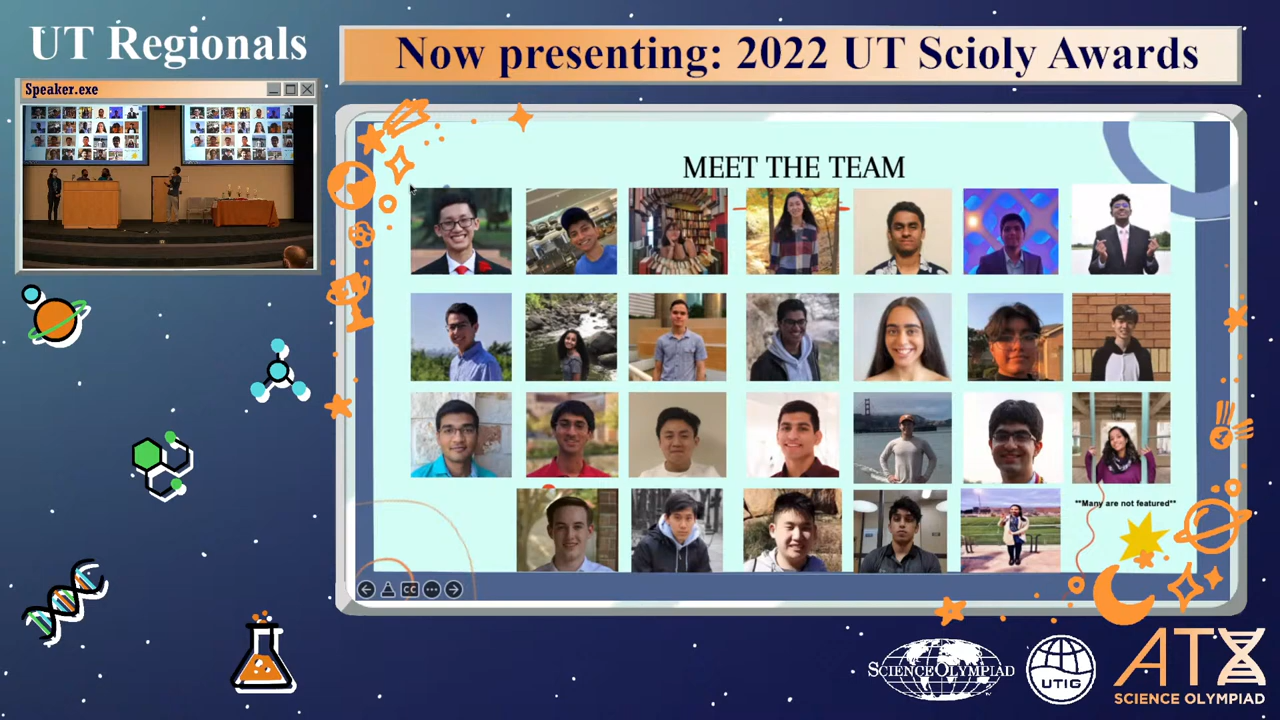 UT Regionals
Now presenting: 2022 UT Scioly Awards
Speaker.exe
MEET THE TEAM
**Many are not featured**
CC
SCIENCE OLYMPIAD
UTIG
ATX
SCIENCE OLYMPIAD